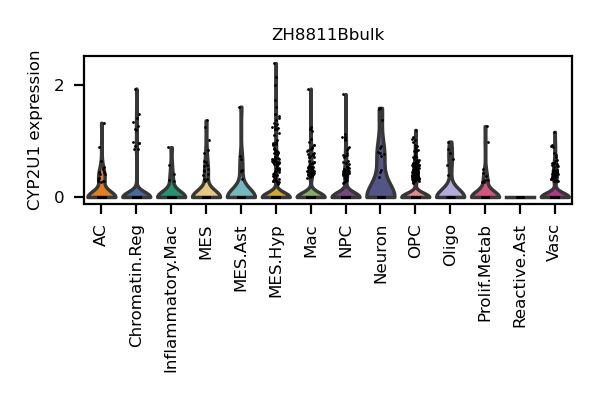 ZH8811Bbulk
CYP2U1 expression
2
0
AC
Chromatin.Reg
Inflammatory.Mac
MES
MES.Ast
MES.Hyp
Mac
NPC
Neuron
OPC
Oligo
Prolif.Metab
Reactive.Ast
Vasc